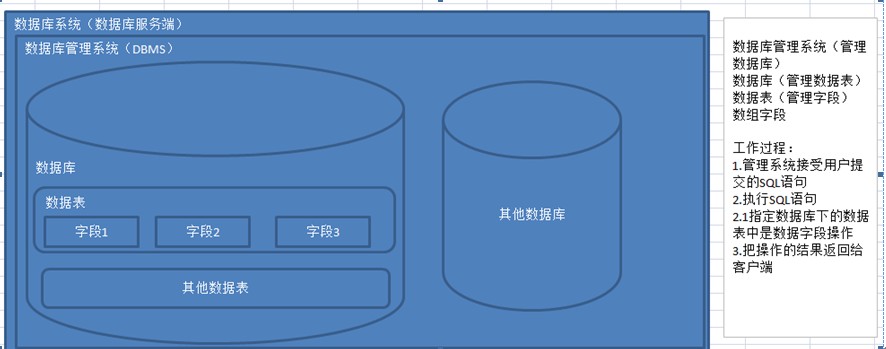 数据库系统（数据库服务端）
数据库管理系统（DBMS）
数据库
数据表
字段1
字段2
字段3
其他数据表
其他数据库
数据库管理系统（管理
数据库）
数据库（管理数据表）
数据表（管理字段）
数组字段
工作过程：
1.管理系统接受用户提
交的SQL语句
2.执行SQL语句
2.1指定数据库下的数据
表中是数据字段操作
3.把操作的结果返回给
客户端